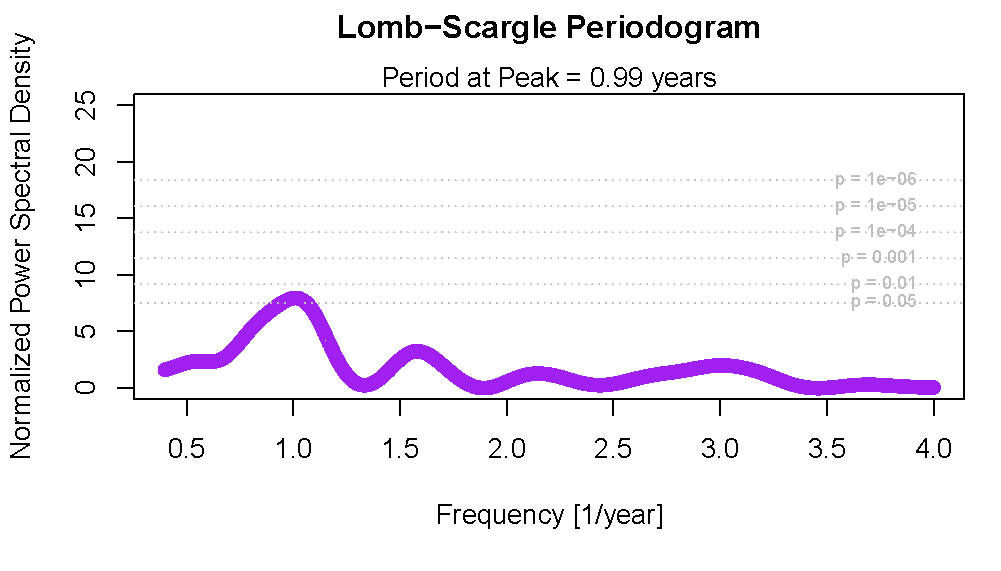 Lomb−Scargle Periodogram
Period at Peak = 0.99 years
Normalized Power Spectral Density
25
20
15
10
5
0
p = 1e−06
p = 1e−05
p = 1e−04
p = 0.001
p = 0.01
p = 0.05
0.5 1.0 1.5 2.0 2.5 3.0 3.5 4.0
Frequency [1/year]